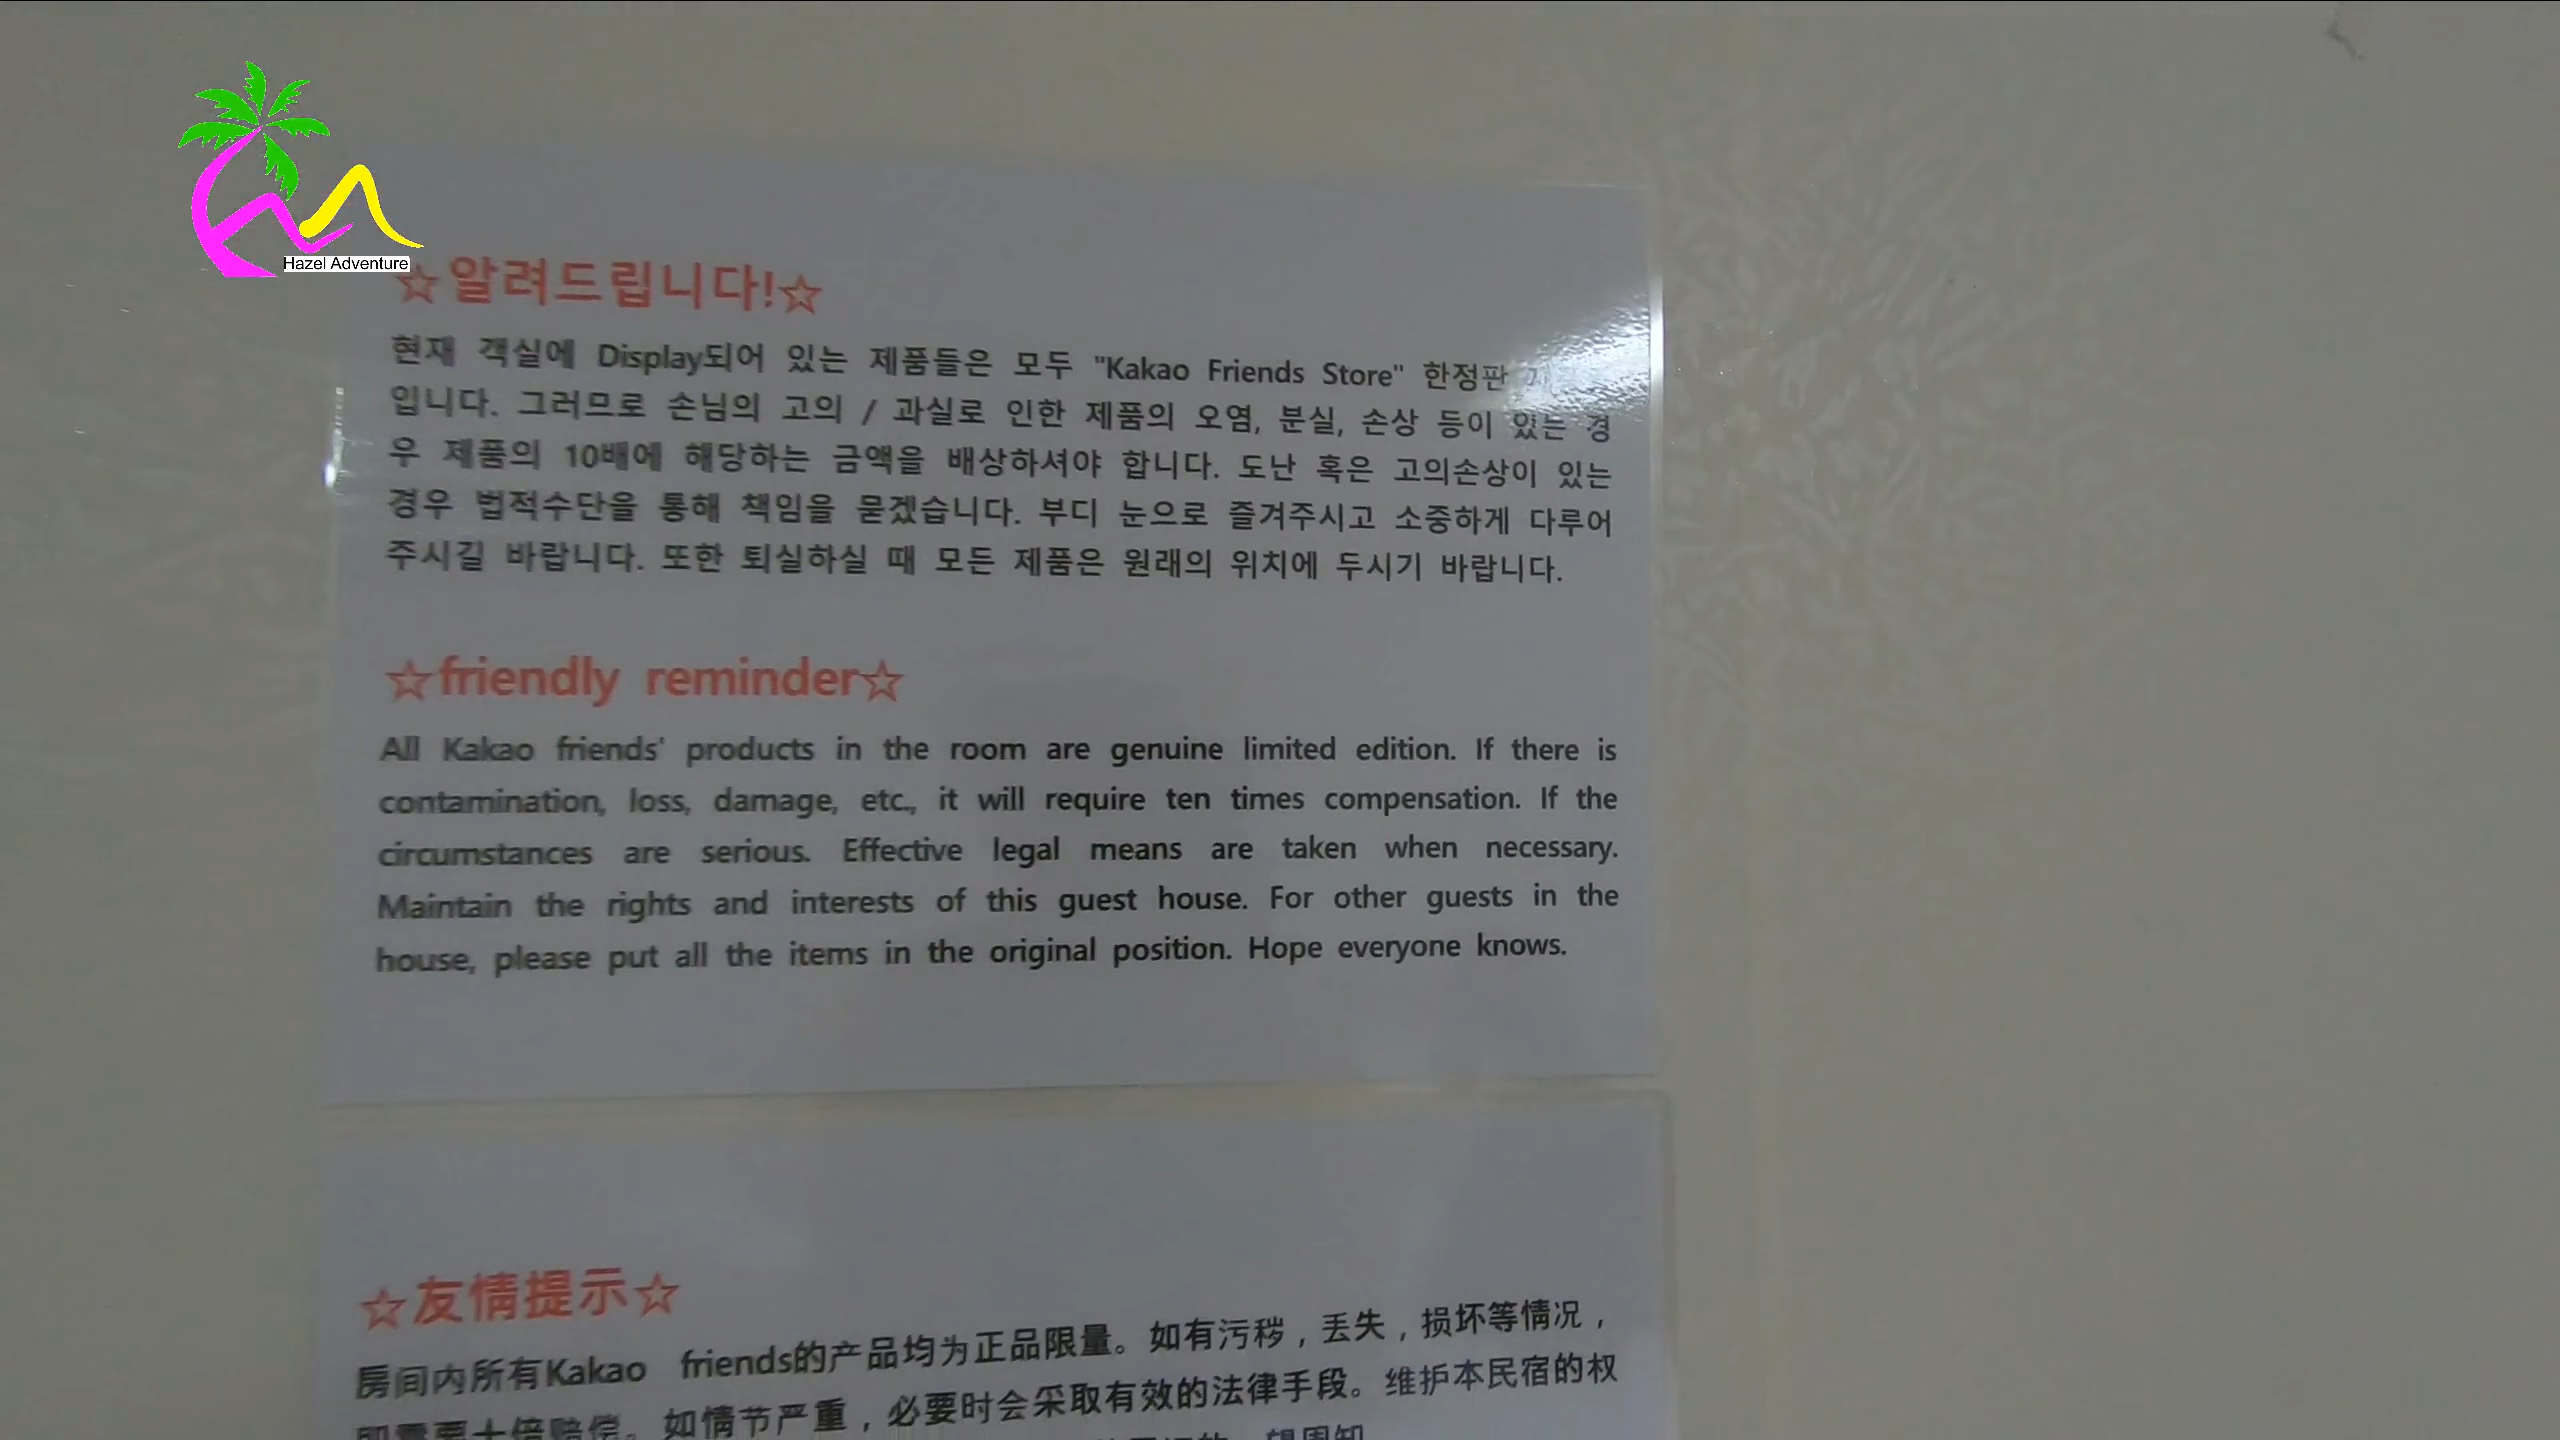 Hazel Adventure
☆알려드립니다!☆
현재 객실에 Display되어 있는 제품들은 모두 "Kakao Friends Store" 한정판
입니다. 그러므로 손님의 고의 / 과실로 인한 제품의 오염, 분실, 손상 등이 있는 경
우 제품의 10배에 해당하는 금액을 배상하셔야 합니다. 도난 혹은 고의손상이 있는
경우 법적수단을 통해 책임을 묻겠습니다. 부디 눈으로 즐겨주시고 소중하게 다루어
주시길 바랍니다. 또한 퇴실하실 때 모든 제품은 원래의 위치에 두시기 바랍니다.
☆friendly reminder☆
All Kakao friends' products in the room are genuine limited edition. If there is
contamination, loss, damage, etc., it will require ten times compensation. If the
circumstances are serious. Effective legal means are taken when necessary.
Maintain the rights and interests of this guest house. For other guests in the
house, please put all the items in the original position. Hope everyone knows.
☆友情提示☆
房间内所有Kakao friends的产品均为正品限量。如有污秽，丢失，损坏等情况，
即需要十倍赔偿。如情节严重，必要时会采取有效的法律手段。维护本民宿的权
望周知